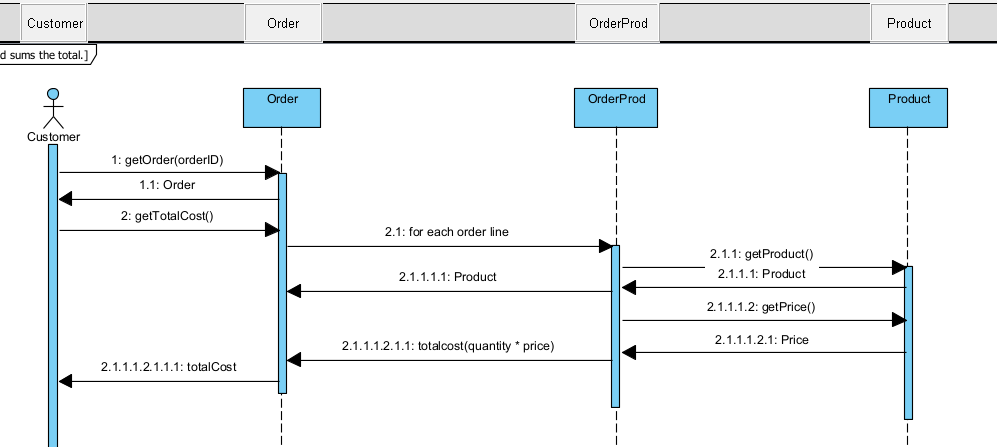 Customer
Order
OrderProd
Product
d sums the total.]
Order
OrderProd
Product
Customer
1: getOrder(orderID)
1.1: Order
2: getTotalCost()
2.1: for each order line
2.1.1: getProduct()
2.1.1.1: Product
2.1.1.1.1: Product
2.1.1.1.2: getPrice()
2.1.1.1.2.1: Price
2.1.1.1.2.1.1: totalcost(quantity * price)
2.1.1.1.2.1.1.1: totalCost